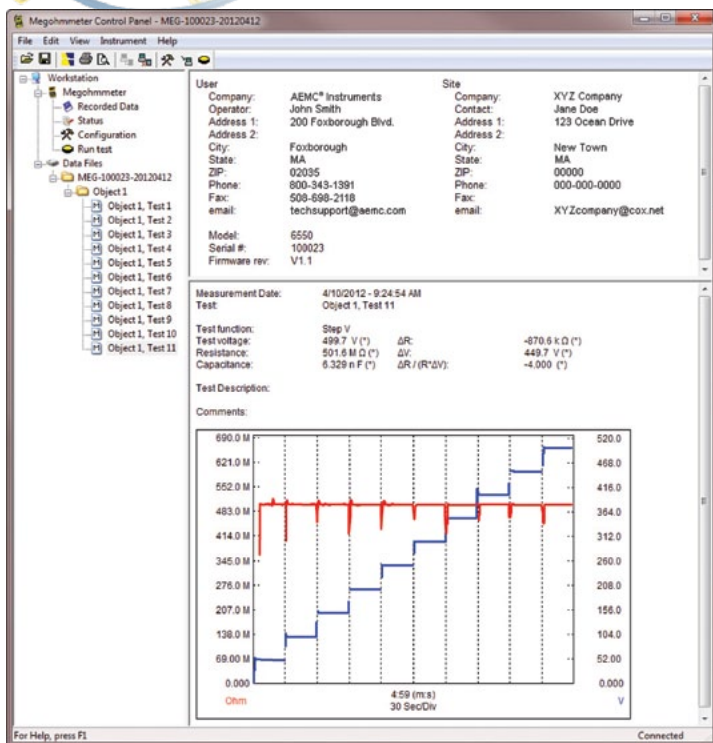 Megohmmeter Control Panel - MEG-100023-20120412
File Edit View Instrument Help
Workstation
Megohmmeter
Recorded Data
Status
Configuration
Run test
Data Files
MEG-100023-20120412
Object 1
Object 1, Test 1
Object 1, Test 2
Object 1, Test 3
Object 1, Test 4
Object 1, Test 5
Object 1, Test 6
Object 1, Test 7
Object 1, Test 8
Object 1, Test 9
Object 1, Test 10
Object 1, Test 11
User
Company: AEMC® Instruments
Operator: John Smith
Address 1: 200 Foxborough Blvd.
Address 2:
City: Foxborough
State: MA
ZIP: 02035
Phone: 800-343-1391
Fax: 508-698-2118
email: techsupport@aemc.com
Model: 6550
Serial #: 100023
Firmware rev: V1.1
Site
Company: XYZ Company
Contact: Jane Doe
Address 1: 123 Ocean Drive
Address 2:
City: New Town
State: MA
ZIP: 00000
Phone: 000-000-0000
Fax:
email: XYZcompany@cox.net
Measurement Date: 4/10/2012 - 9:24:54 AM
Test: Object 1, Test 11
Test function: Step V
Test voltage: 499.7 V (*) ΔR: -870.6 k Ω (*)
Resistance: 501.6 M Ω (*) ΔV: 449.7 V (*)
Capacitance: 6.329 n F (*) ΔR / (R*ΔV): -4.000 (*)
Test Description:
Comments:
690.0 M 520.0
621.0 M 468.0
552.0 M 416.0
483.0 M 364.0
414.0 M 312.0
345.0 M 260.0
276.0 M 208.0
207.0 M 156.0
138.0 M 104.0
69.00 M 52.00
0.000 0.000
Ohm 4:59 (m:s) V
30 Sec/Div
For Help, press F1 Connected